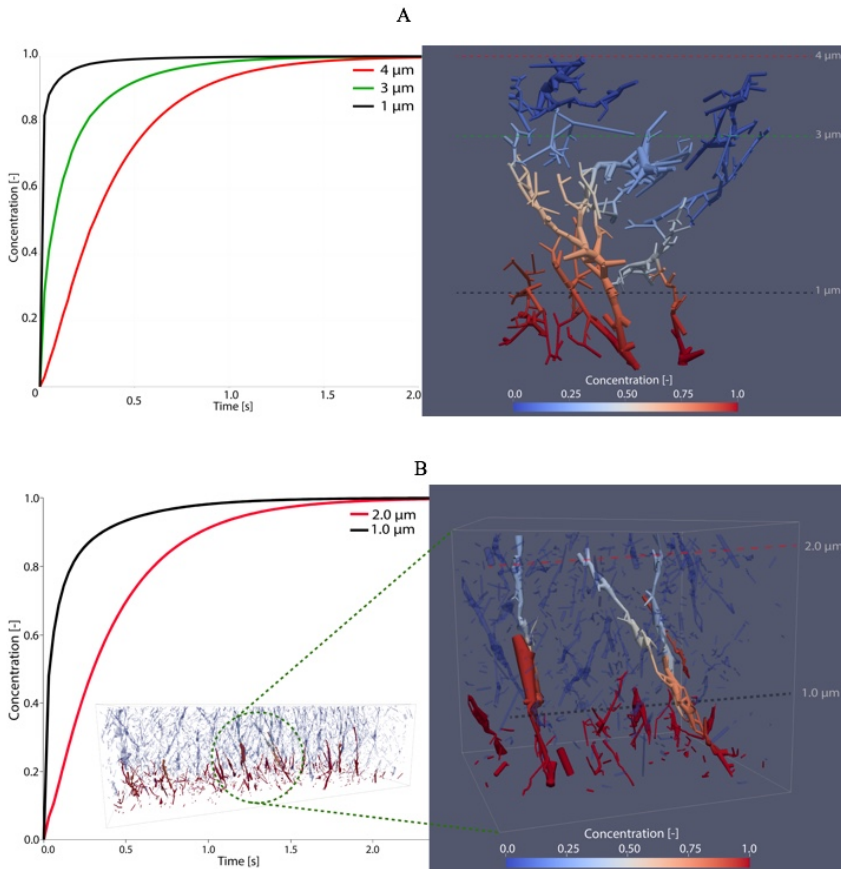 A
1.0
0.8
0.6
0.4
0.2
0
0.5
1.0
1.5
2.0
Concentration [-]
Time [s]
4 μm
3 μm
1 μm
4 μm
3 μm
1 μm
Concentration [-]
0.0 0.25 0.50 0.75 1.0
B
1.0
0.8
0.6
0.4
0.2
0.0
0.0 0.5 1.0 1.5 2.0
Concentration [-]
Time [s]
2.0 μm
1.0 μm
2.0 μm
1.0 μm
Concentration [-]
0.0 0.25 0.50 0.75 1.0